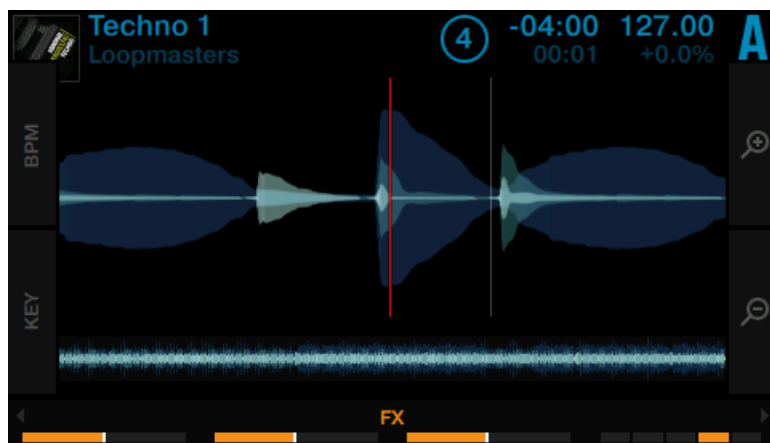 Techno 1
Loopmasters
4
-04:00 127.00
00:01 +0.0%
A
BPM
KEY
FX